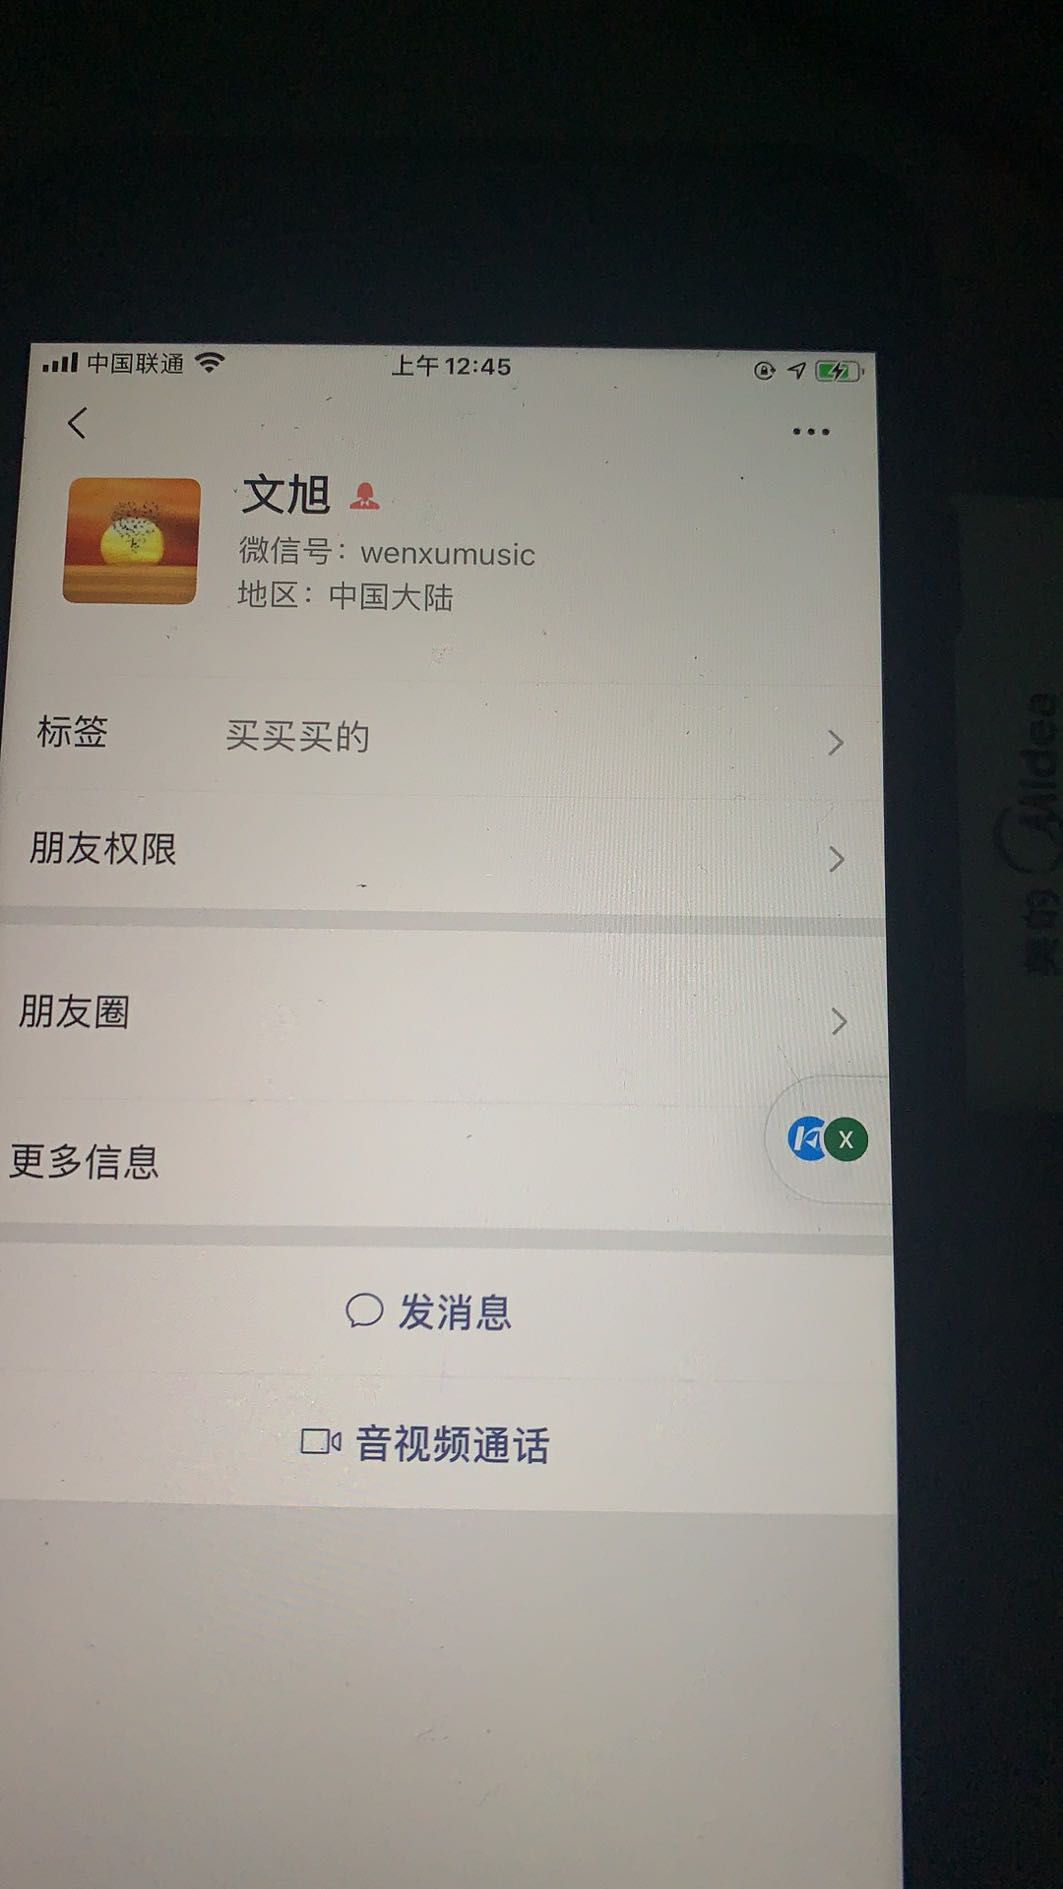 中国联通
上午12:45
文旭
微信号：wenxumusic
地区：中国大陆
标签 买买买的
朋友权限
朋友圈
更多信息
X
发消息
音视频通话
美的 Midea